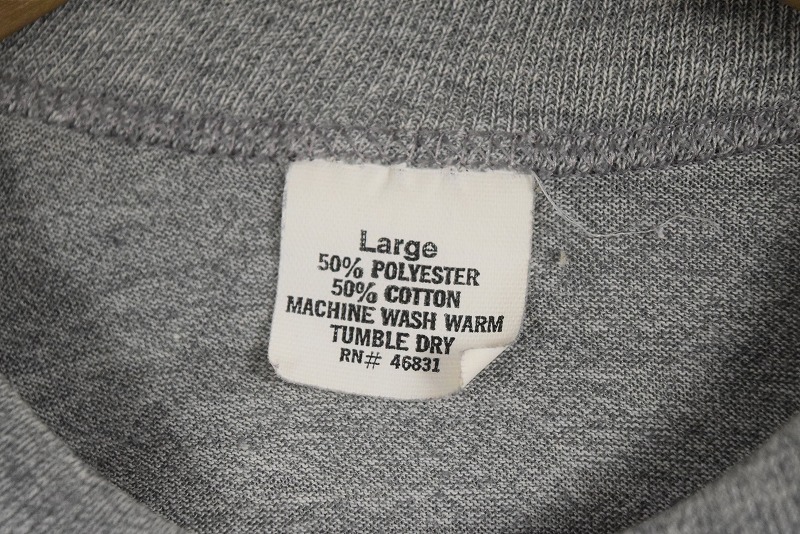 Large
50% POLYESTER
50% COTTON
MACHINE WASH WARM
TUMBLE DRY
RN# 46831